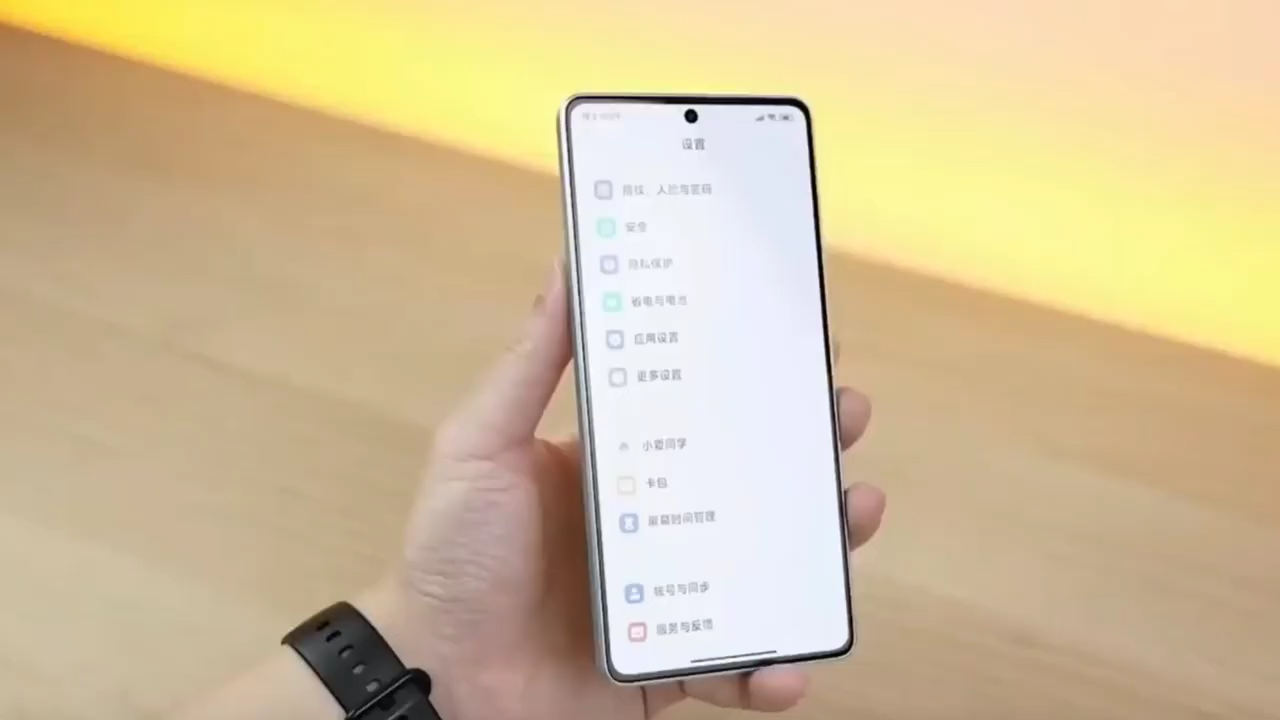 设置
指纹、人脸与密码
安全
隐私保护
省电与电池
应用设置
更多设置
小爱同学
卡包
屏幕时间管理
帐号与同步
服务与反馈